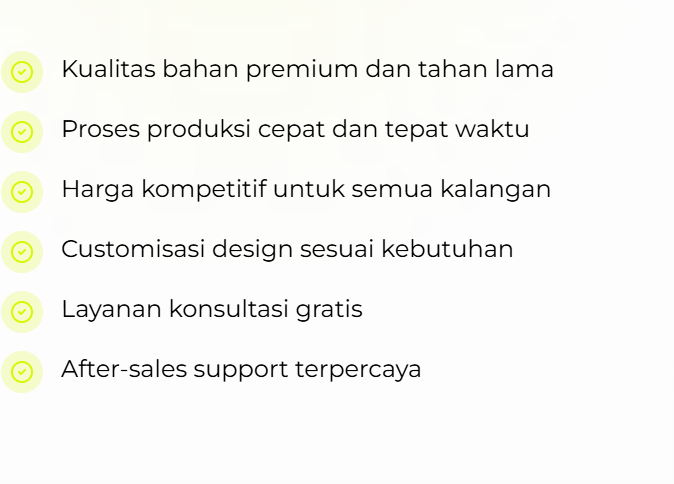 Kualitas bahan premium dan tahan lama
Proses produksi cepat dan tepat waktu
Harga kompetitif untuk semua kalangan
Customisasi design sesuai kebutuhan
Layanan konsultasi gratis
After-sales support terpercaya